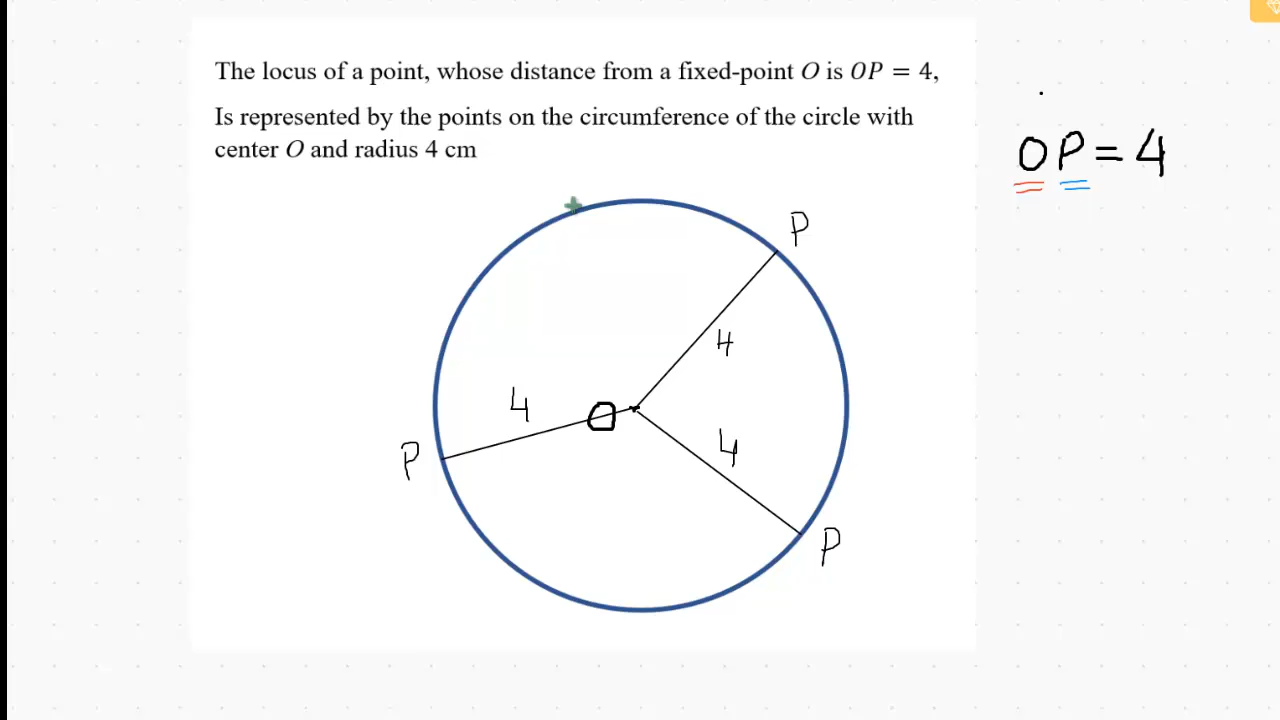 The locus of a point, whose distance from a fixed-point O is OP = 4,
Is represented by the points on the circumference of the circle with
center O and radius 4 cm
OP = 4
P
4
4
O
4
P
P